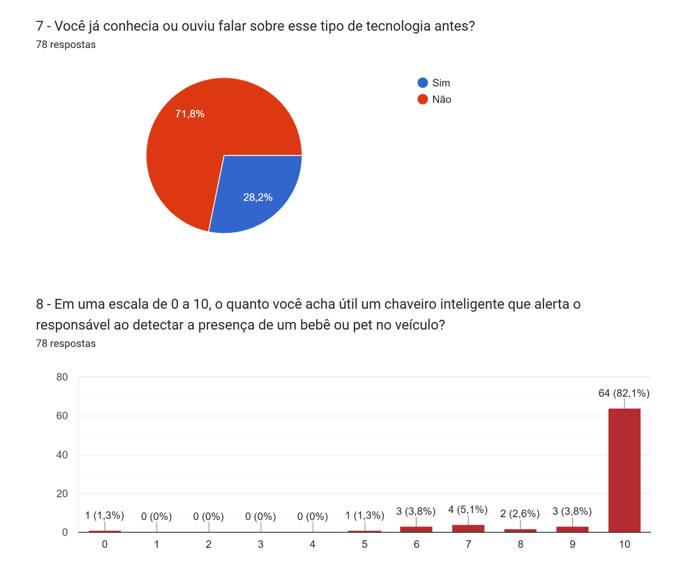 7 - Você já conhecia ou ouviu falar sobre esse tipo de tecnologia antes?
78 respostas
Sim
Não
71,8%
28,2%
8 - Em uma escala de 0 a 10, o quanto você acha útil um chaveiro inteligente que alerta o
responsável ao detectar a presença de um bebê ou pet no veículo?
78 respostas
80
60
40
20
0
1 (1,3%)
0 (0%)
0 (0%)
0 (0%)
0 (0%)
1 (1,3%)
3 (3,8%)
4 (5,1%)
2 (2,6%)
3 (3,8%)
64 (82,1%)
0 1 2 3 4 5 6 7 8 9 10